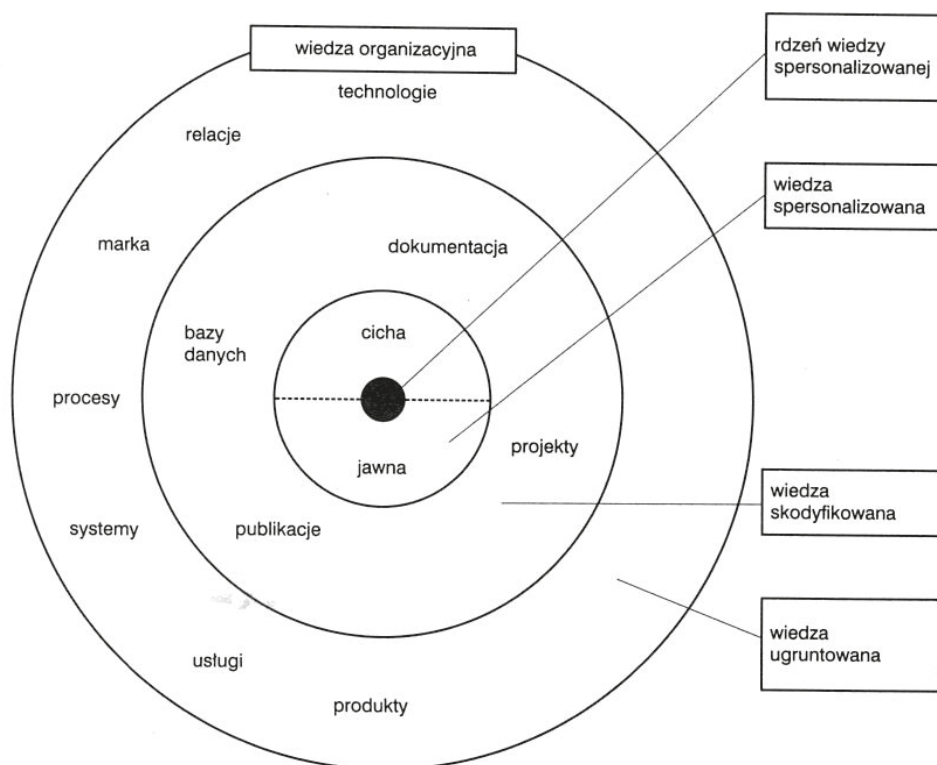 wiedza organizacyjna
technologie
relacje
marka
dokumentacja
bazy
danych
cicha
procesy
jawna
projekty
systemy
publikacje
usługi
produkty
rdzeń wiedzy
spersonalizowanej
wiedza
spersonalizowana
wiedza
skodyfikowana
wiedza
ugruntowana